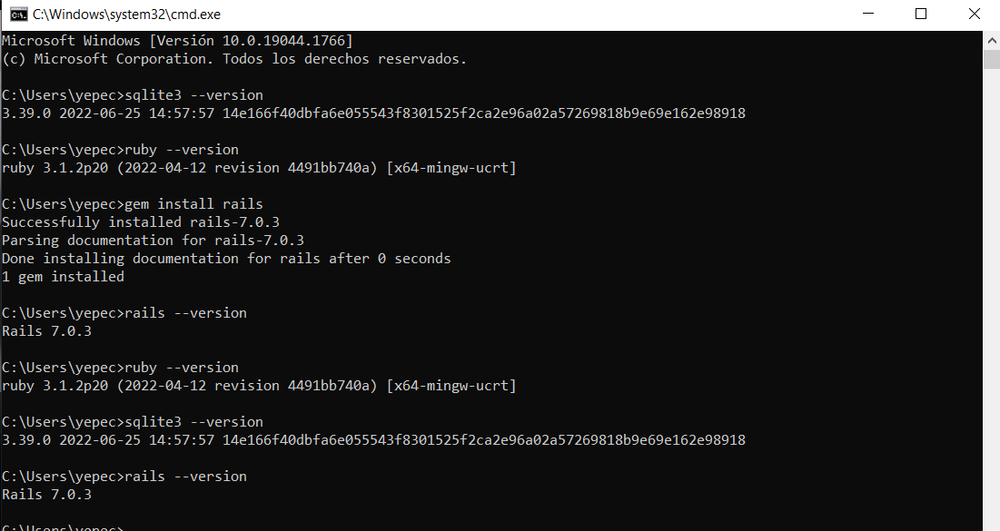 C:\Windows\system32\cmd.exe
Microsoft Windows [Versión 10.0.19044.1766]
(c) Microsoft Corporation. Todos los derechos reservados.
C:\Users\yepec>sqlite3 --version
3.39.0 2022-06-25 14:57:57 14e166f40dbfa6e055543f8301525f2ca2e96a02a57269818b9e69e162e98918
C:\Users\yepec>ruby --version
ruby 3.1.2p20 (2022-04-12 revision 4491bb740a) [x64-mingw-ucrt]
C:\Users\yepec>gem install rails
Successfully installed rails-7.0.3
Parsing documentation for rails-7.0.3
Done installing documentation for rails after 0 seconds
1 gem installed
C:\Users\yepec>rails --version
Rails 7.0.3
C:\Users\yepec>ruby --version
ruby 3.1.2p20 (2022-04-12 revision 4491bb740a) [x64-mingw-ucrt]
C:\Users\yepec>sqlite3 --version
3.39.0 2022-06-25 14:57:57 14e166f40dbfa6e055543f8301525f2ca2e96a02a57269818b9e69e162e98918
C:\Users\yepec>rails --version
Rails 7.0.3
C:\Users\yepec>